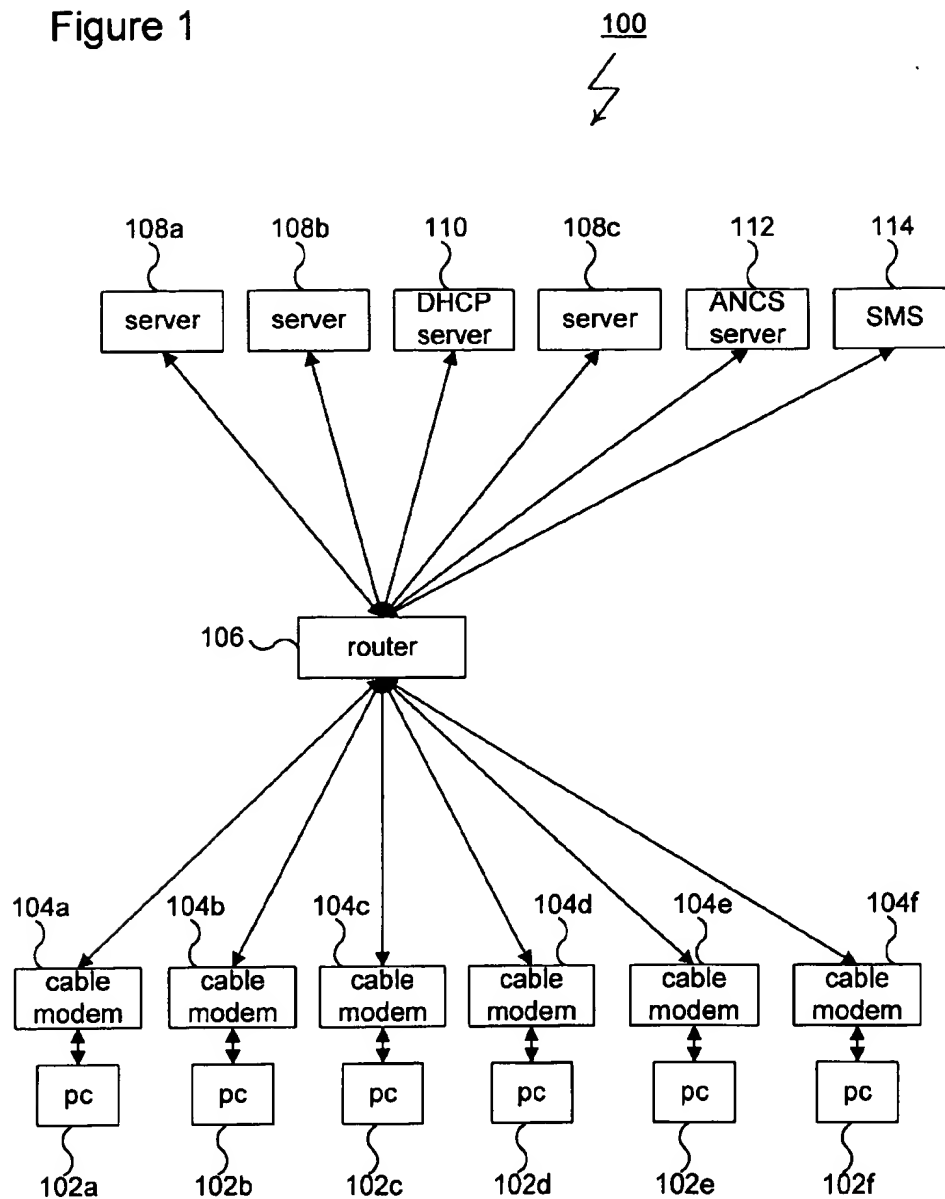 Figure 1
100
108a 108b 110 108c 112 114
server server DHCP server server ANCS server SMS
106 router
104a 104b 104c 104d 104e 104f
cable modem cable modem cable modem cable modem cable modem cable modem
pc pc pc pc pc pc
102a 102b 102c 102d 102e 102f